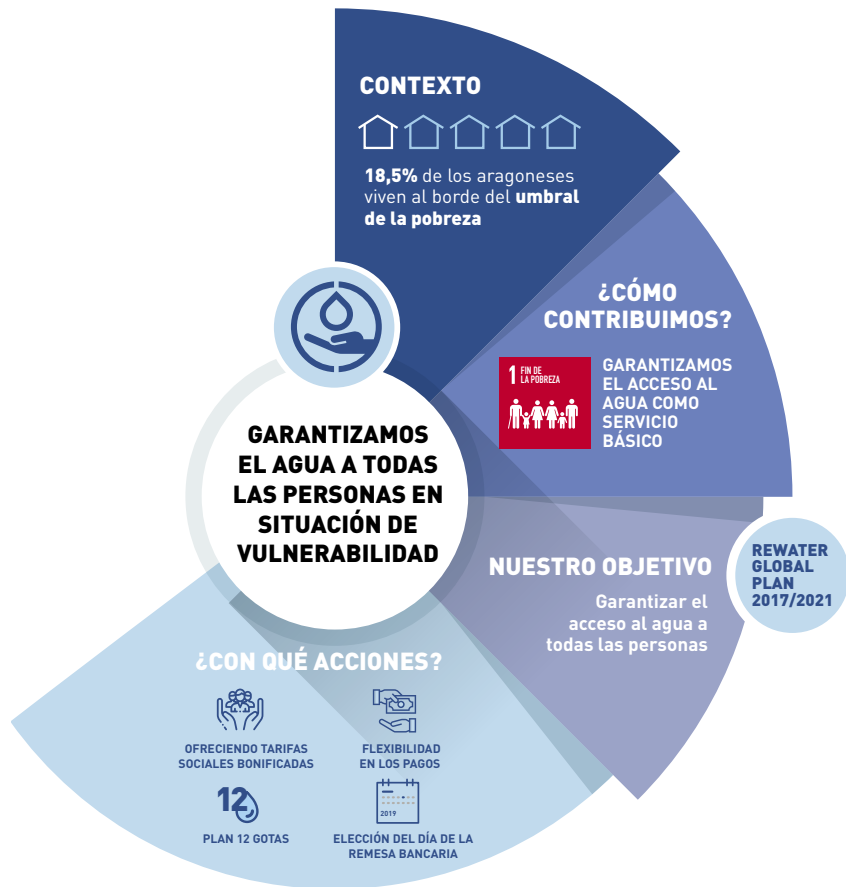 CONTEXTO
18,5% de los aragoneses
viven al borde del umbral
de la pobreza
¿CÓMO
CONTRIBUIMOS?
1 FIN DE
LA POBREZA
GARANTIZAMOS
EL ACCESO AL
AGUA COMO
SERVICIO
BÁSICO
GARANTIZAMOS
EL AGUA A TODAS
LAS PERSONAS EN
SITUACIÓN DE
VULNERABILIDAD
NUESTRO OBJETIVO
Garantizar el
acceso al agua a
todas las personas
REWATER
GLOBAL
PLAN
2017/2021
¿CON QUÉ ACCIONES?
OFRECIENDO TARIFAS
SOCIALES BONIFICADAS
FLEXIBILIDAD
EN LOS PAGOS
12
PLAN 12 GOTAS
2019
ELECCIÓN DEL DÍA DE LA
REMESA BANCARIA